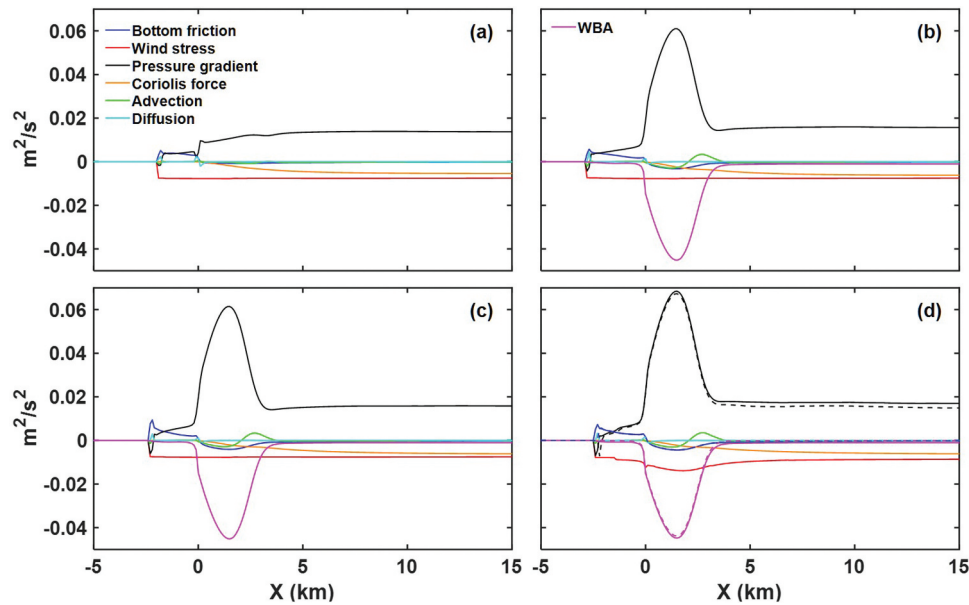 0.06
0.04
0.02
0
-0.02
-0.04
m²/s²
Bottom friction
Wind stress
Pressure gradient
Coriolis force
Advection
Diffusion
(a)
WBA
(b)
0.06
0.04
0.02
0
-0.02
-0.04
m²/s²
(c)
(d)
-5 0 5 10 15
X (km)
-5 0 5 10 15
X (km)